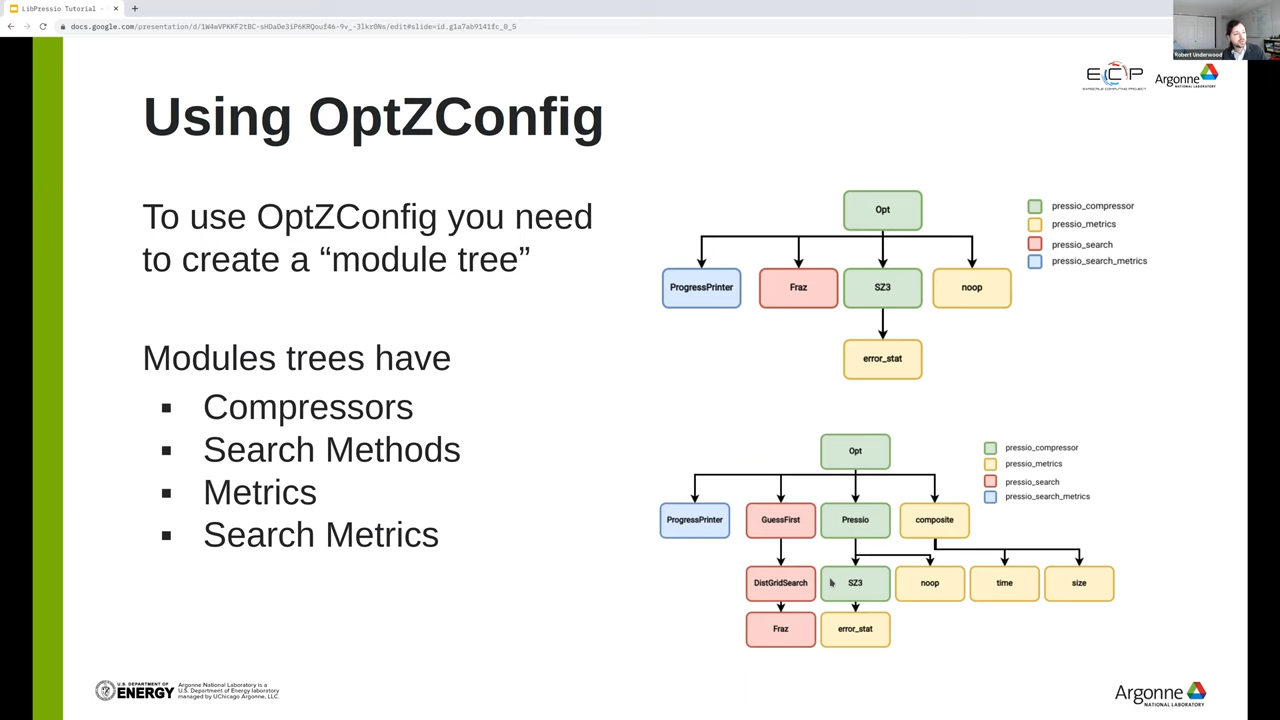 LibPressio Tutorial -
docs.google.com/presentation/d/1W4wVPKKF2tBC-sHDaDe3iP6KRQouf46-9v_-3lkr0Ns/edit#slide=id.g1a7ab9141fc_0_5
Robert Underwood
ECP
EXASCALE COMPUTING PROJECT
Argonne
NATIONAL LABORATORY
Using OptZConfig
To use OptZConfig you need
to create a “module tree”
Modules trees have
▪ Compressors
▪ Search Methods
▪ Metrics
▪ Search Metrics
Opt
ProgressPrinter
Fraz
SZ3
noop
error_stat
pressio_compressor
pressio_metrics
pressio_search
pressio_search_metrics
Opt
ProgressPrinter
GuessFirst
Pressio
composite
DistGridSearch
SZ3
noop
time
size
Fraz
error_stat
pressio_compressor
pressio_metrics
pressio_search
pressio_search_metrics
U.S. DEPARTMENT OF
ENERGY
Argonne National Laboratory is a
U.S. Department of Energy laboratory
managed by UChicago Argonne, LLC.
Argonne
NATIONAL LABORATORY